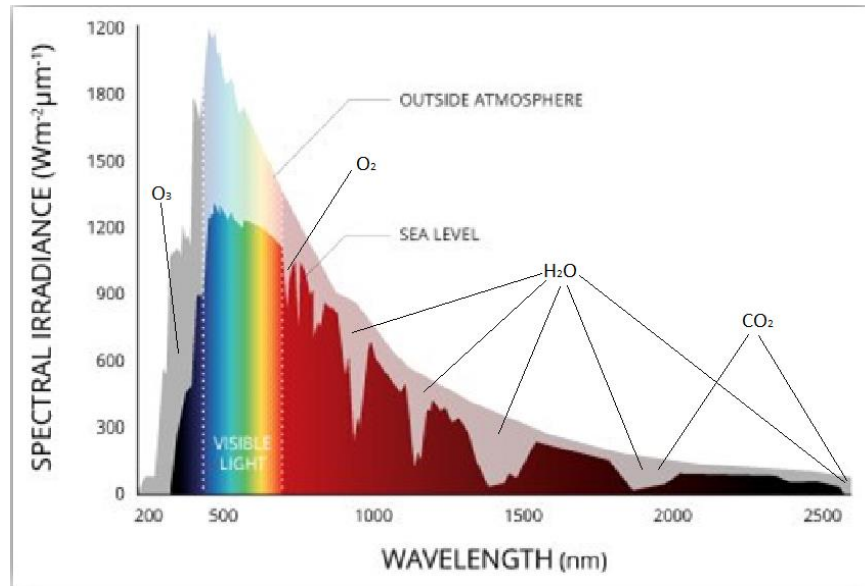 SPECTRAL IRRADIANCE (Wm⁻²µm⁻¹)
1200
1800
1500
1200
900
600
300
0
OUTSIDE ATMOSPHERE
O₃
O₂
SEA LEVEL
H₂O
CO₂
VISIBLE
LIGHT
200 500 1000 1500 2000 2500
WAVELENGTH (nm)